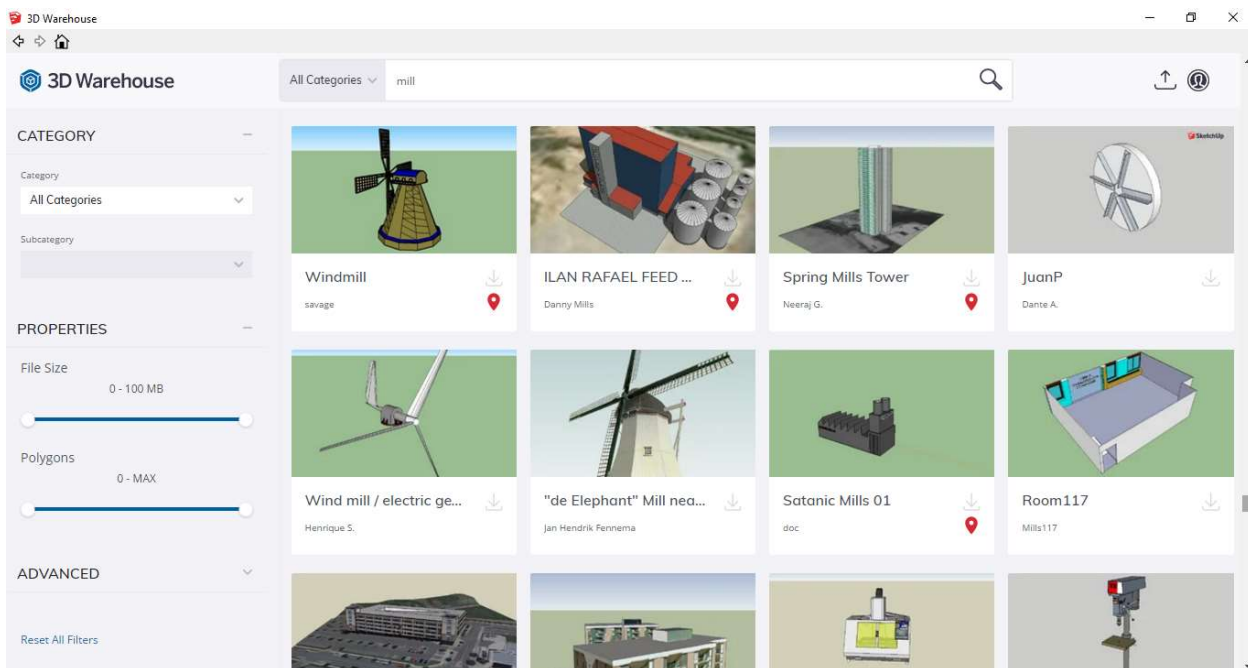 3D Warehouse
3D Warehouse
All Categories
mill
CATEGORY
Category
All Categories
Subcategory
PROPERTIES
File Size
0 - 100 MB
Polygons
0 - MAX
ADVANCED
Reset All Filters
Windmill
savage
ILAN RAFAEL FEED ...
Danny Mills
Spring Mills Tower
Neeraj G.
SketchUp
JuanP
Dante A.
Wind mill / electric ge...
Henrique S.
"de Elephant" Mill nea...
Jan Hendrik Fennema
Satanic Mills 01
doc
Room117
Mills117